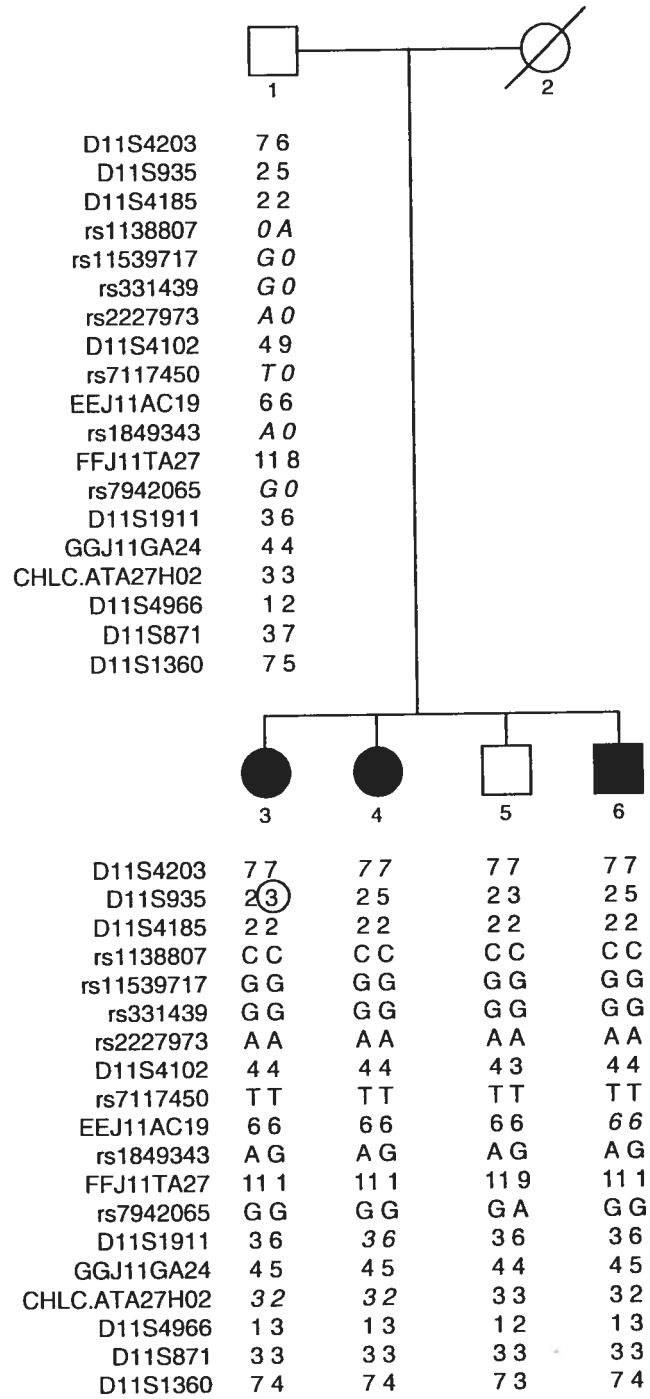 1 2
D11S4203 7 6
D11S935 2 5
D11S4185 2 2
rs1138807 0 A
rs11539717 G 0
rs331439 G 0
rs2227973 A 0
D11S4102 4 9
rs7117450 T 0
EEJ11AC19 6 6
rs1849343 A 0
FFJ11TA27 11 8
rs7942065 G 0
D11S1911 3 6
GGJ11GA24 4 4
CHLC.ATA27H02 3 3
D11S4966 1 2
D11S871 3 7
D11S1360 7 5
3 4 5 6
D11S4203 7 7 7 7 7 7 7 7
D11S935 2 3 2 5 2 3 2 5
D11S4185 2 2 2 2 2 2 2 2
rs1138807 C C C C C C C C
rs11539717 G G G G G G G G
rs331439 G G G G G G G G
rs2227973 A A A A A A A A
D11S4102 4 4 4 4 4 3 4 4
rs7117450 T T T T T T T T
EEJ11AC19 6 6 6 6 6 6 6 6
rs1849343 A G A G A G A G
FFJ11TA27 11 1 11 1 11 9 11 1
rs7942065 G G G G G A G G
D11S1911 3 6 3 6 3 6 3 6
GGJ11GA24 4 5 4 5 4 4 4 5
CHLC.ATA27H02 3 2 3 2 3 3 3 2
D11S4966 1 3 1 3 1 2 1 3
D11S871 3 3 3 3 3 3 3 3
D11S1360 7 4 7 4 7 3 7 4